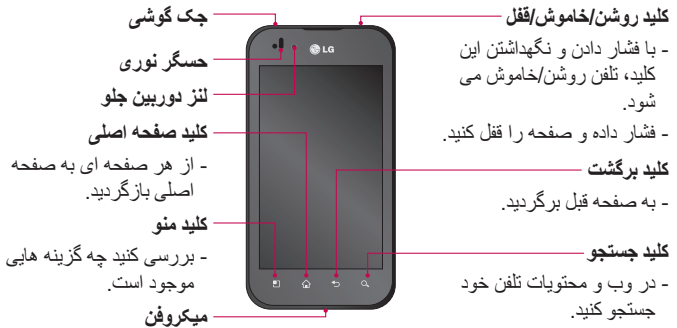 کلید روشن/خاموش/قفل
- با فشار دادن و نگهداشتن این
کلید، تلفن روشن/خاموش می
شود.
- فشار داده و صفحه را قفل کنید.
کلید برگشت
- به صفحه قبل برگردید.
کلید جستجو
- در وب و محتویات تلفن خود
جستجو کنید.
جک گوشی
حسگر نوری
لنز دوربین جلو
کلید صفحه اصلی
- از هر صفحه ای به صفحه
اصلی بازگردید.
کلید منو
- بررسی کنید چه گزینه هایی
موجود است.
میکروفن
LG